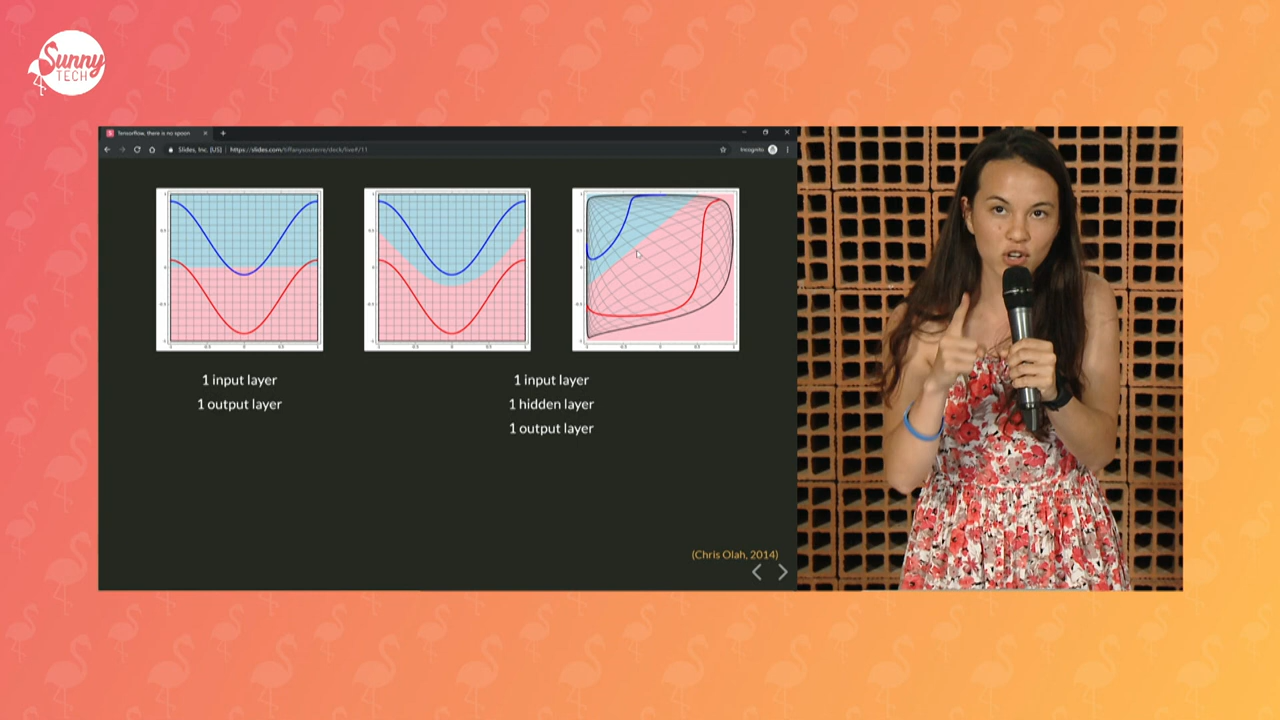 Sunny
TECH
Tensorflow, there is no spoon
Slides, Inc. [US]
https://slides.com/tiffanysouterre/deck/live#/11
Incognito
1 input layer
1 output layer
1 input layer
1 hidden layer
1 output layer
(Chris Olah, 2014)